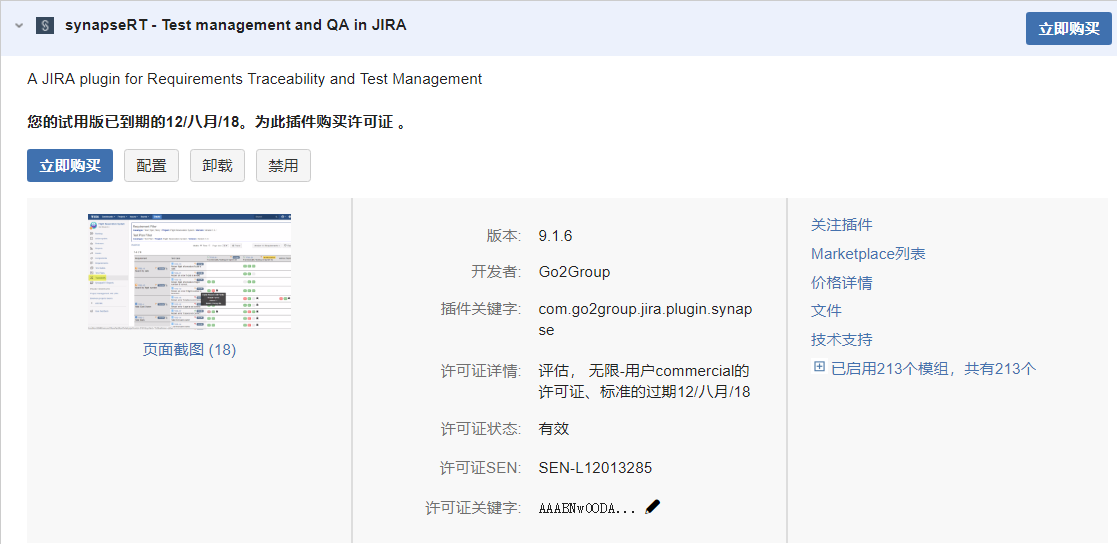 synapseRT - Test management and QA in JIRA
立即购买
A JIRA plugin for Requirements Traceability and Test Management
您的试用版已到期的12/八月/18。为此插件购买许可证 。
立即购买
配置
卸载
禁用
页面截图 (18)
版本: 9.1.6
开发者: Go2Group
插件关键字: com.go2group.jira.plugin.synap
se
许可证详情: 评估， 无限-用户commercial的
许可证、标准的过期12/八月/18
许可证状态: 有效
许可证SEN: SEN-L12013285
许可证关键字: AAABNwOODA...
关注插件
Marketplace列表
价格详情
文件
技术支持
已启用213个模组，共有213个